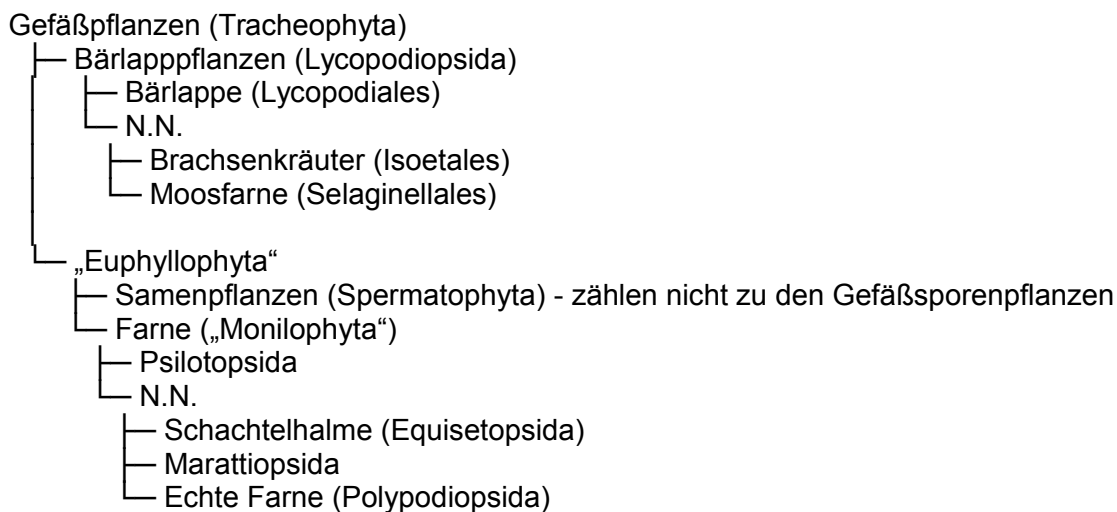 Gefäßpflanzen (Tracheophyta)
Bärlapppflanzen (Lycopodiopsida)
Bärlappe (Lycopodiales)
N.N.
Brachsenkräuter (Isoetales)
Moosfarne (Selaginellales)
„Euphyllophyta“
Samenpflanzen (Spermatophyta) - zählen nicht zu den Gefäßsporenpflanzen
Farne („Monilophyta“)
Psilotopsida
N.N.
Schachtelhalme (Equisetopsida)
Marattiopsida
Echte Farne (Polypodiopsida)